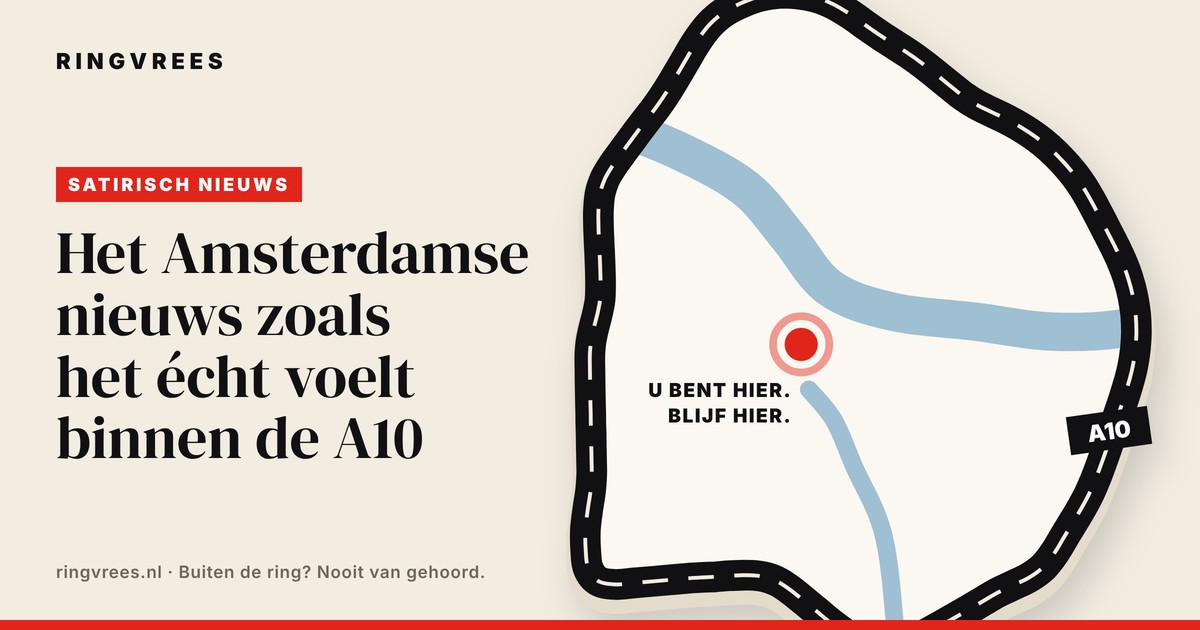 RINGVREES
SATIRISCH NIEUWS
Het Amsterdamse
nieuws zoals
het écht voelt
binnen de A10
U BENT HIER.
BLIJF HIER.
A10
ringvrees.nl · Buiten de ring? Nooit van gehoord.